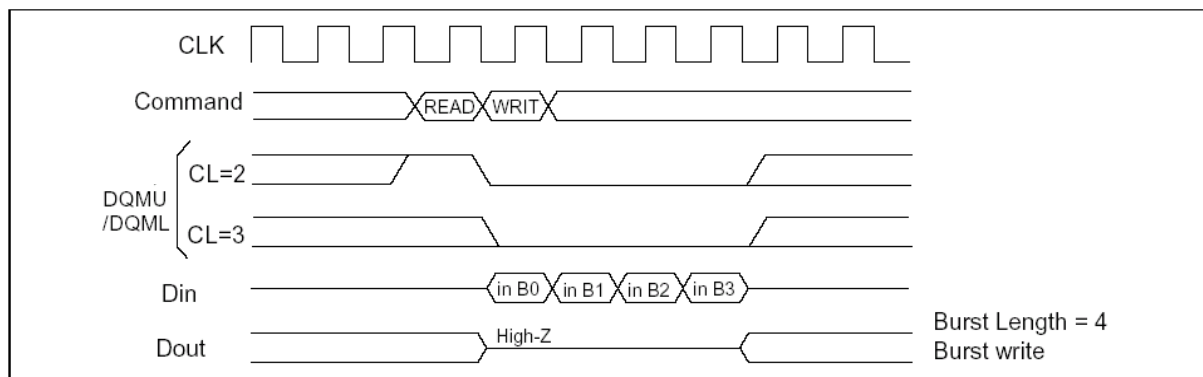 CLK
Command
READ WRIT
DQMU
/DQML
CL=2
CL=3
Din
in B0 in B1 in B2 in B3
Dout
High-Z
Burst Length = 4
Burst write